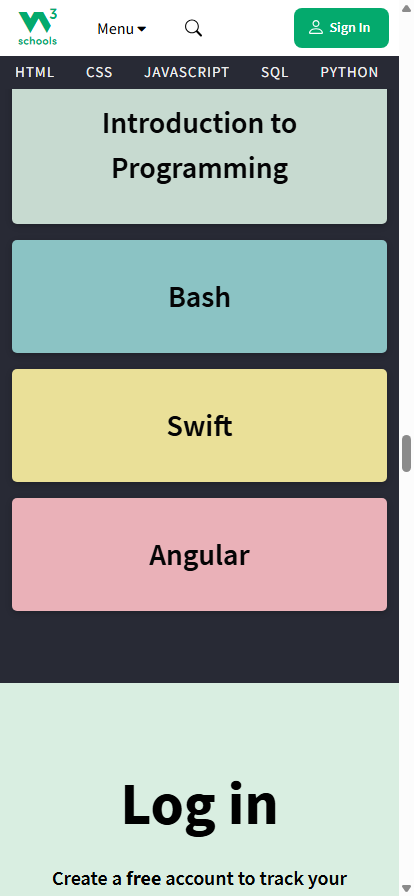 W3
schools
Menu
Sign In
HTML CSS JAVASCRIPT SQL PYTHON
Introduction to
Programming
Bash
Swift
Angular
Log in
Create a free account to track your